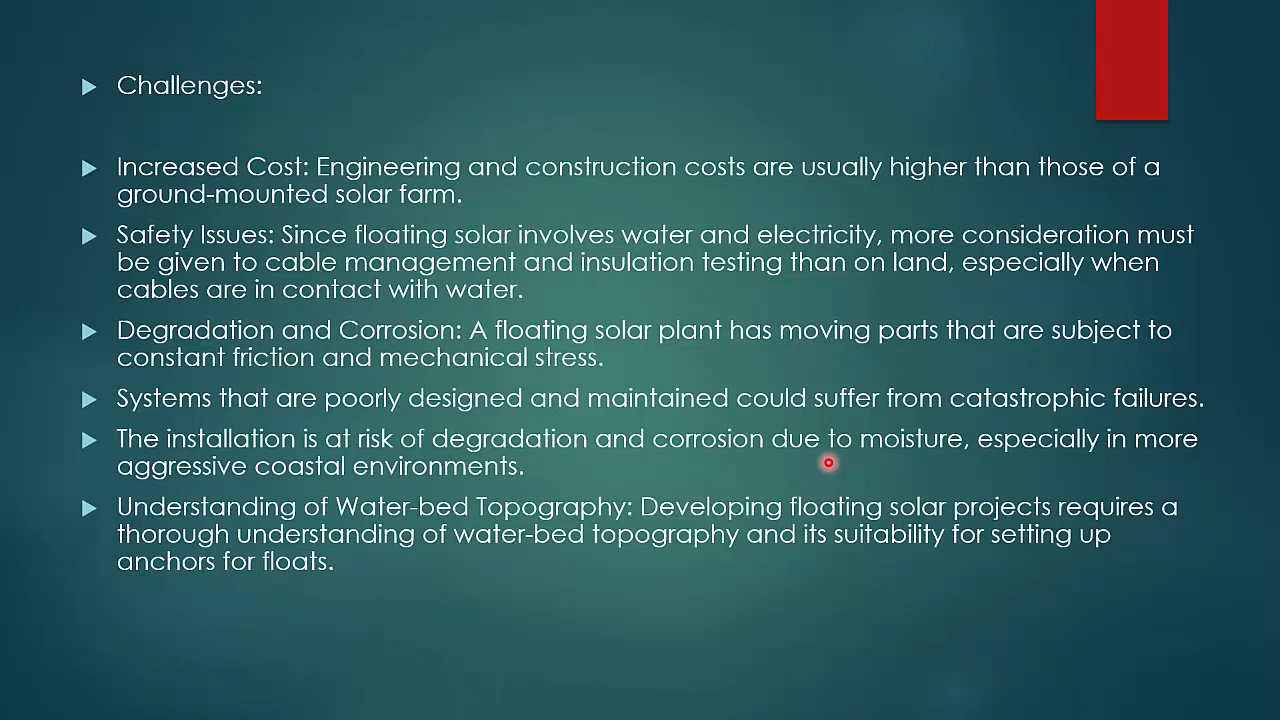 Challenges:
Increased Cost: Engineering and construction costs are usually higher than those of a
ground-mounted solar farm.
Safety Issues: Since floating solar involves water and electricity, more consideration must
be given to cable management and insulation testing than on land, especially when
cables are in contact with water.
Degradation and Corrosion: A floating solar plant has moving parts that are subject to
constant friction and mechanical stress.
Systems that are poorly designed and maintained could suffer from catastrophic failures.
The installation is at risk of degradation and corrosion due to moisture, especially in more
aggressive coastal environments.
Understanding of Water-bed Topography: Developing floating solar projects requires a
thorough understanding of water-bed topography and its suitability for setting up
anchors for floats.